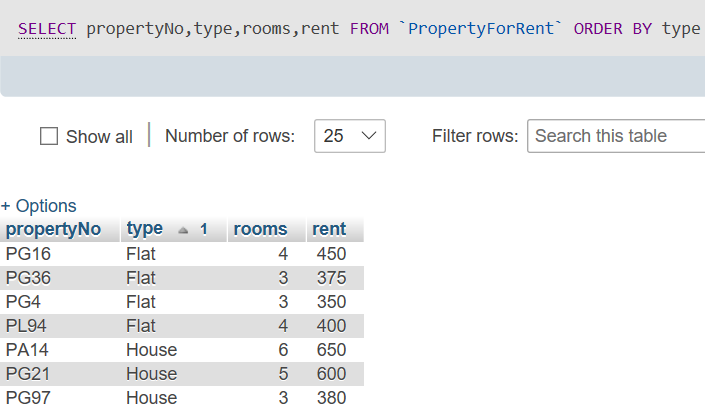 SELECT propertyNo,type,rooms,rent FROM `PropertyForRent` ORDER BY type
Show all | Number of rows: 25 Filter rows: Search this table
+ Options
propertyNo type 1 rooms rent
PG16 Flat 4 450
PG36 Flat 3 375
PG4 Flat 3 350
PL94 Flat 4 400
PA14 House 6 650
PG21 House 5 600
PG97 House 3 380